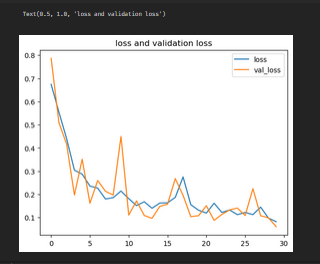 Text(0.5, 1.0, 'loss and validation loss')
loss and validation loss
loss
val_loss
0.8
0.7
0.6
0.5
0.4
0.3
0.2
0.1
0 5 10 15 20 25 30